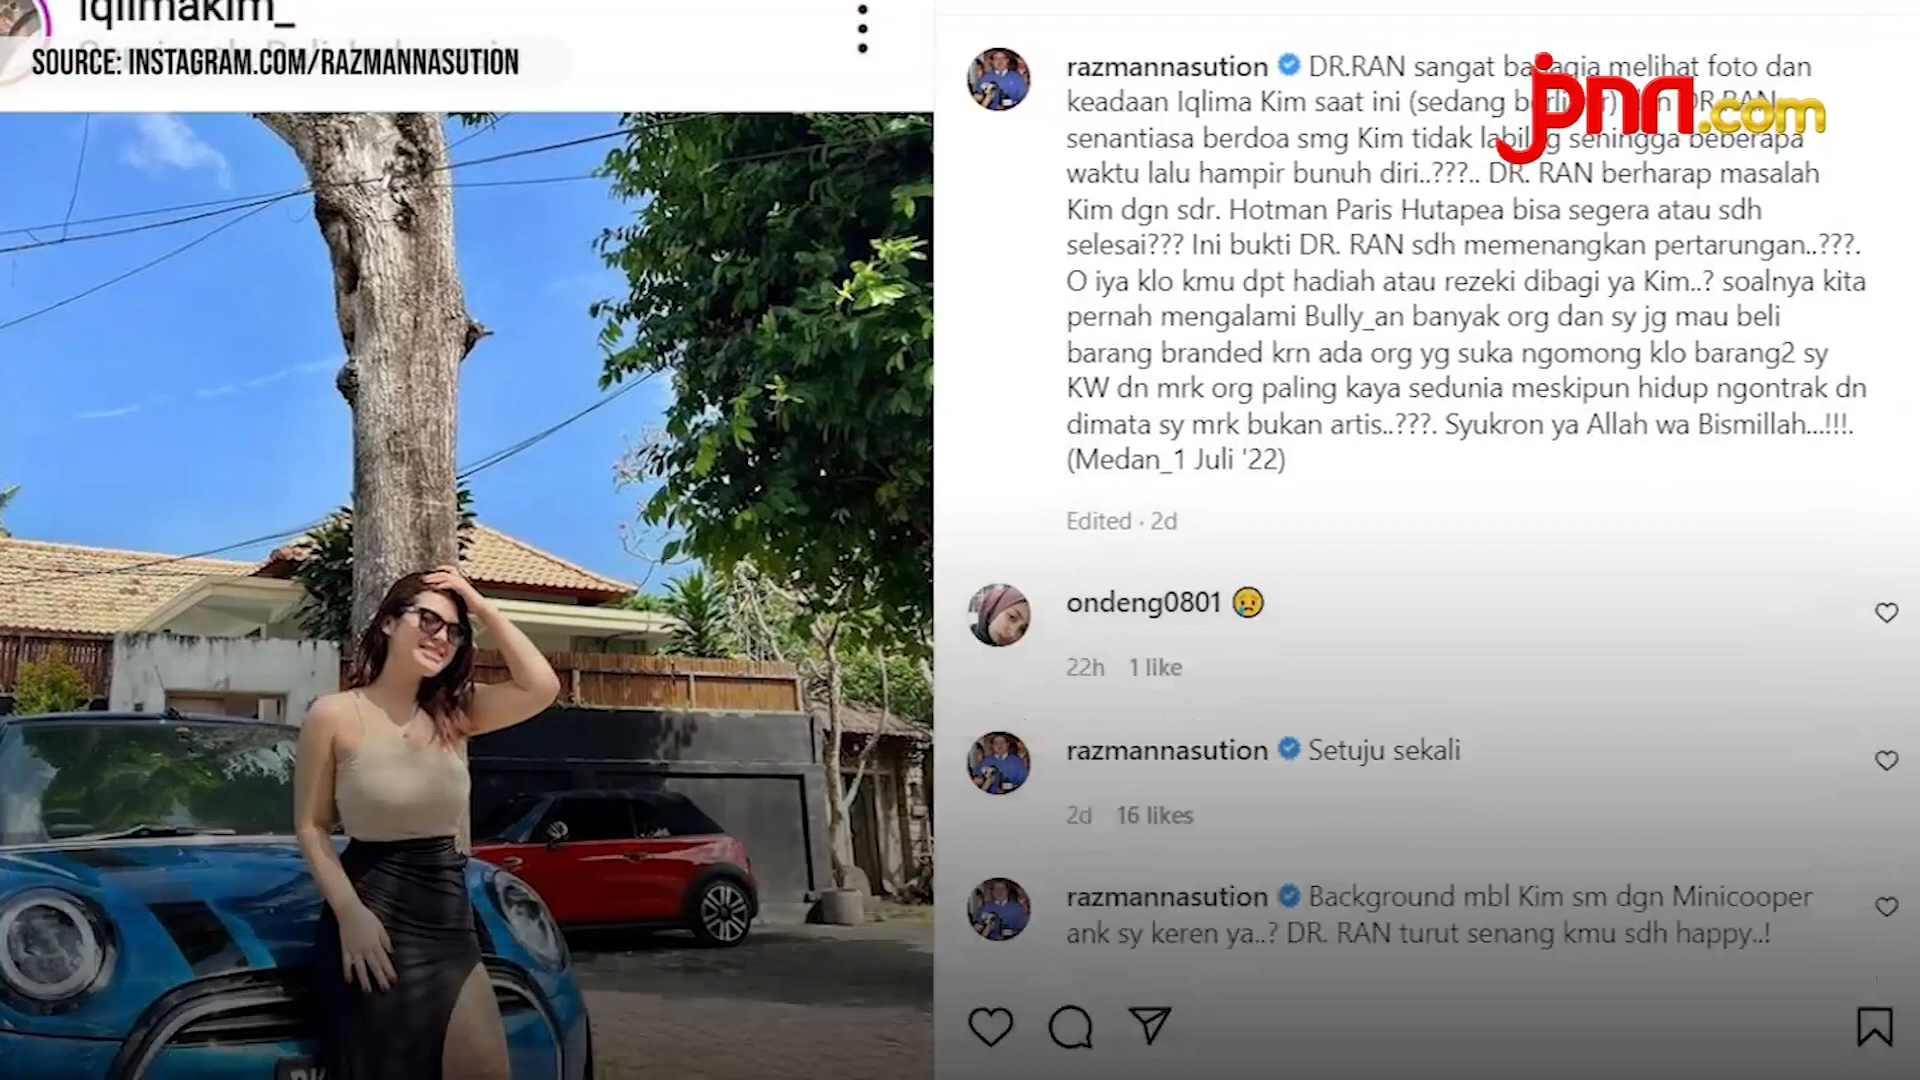 iqlimakim_
SOURCE: INSTAGRAM.COM/RAZMANNASUTION
jpnn.com
razmannasution DR.RAN sangat bahagia melihat foto dan
keadaan Iqlima Kim saat ini (sedang berlibur) DR.RAN
senantiasa berdoa smg Kim tidak labil sehingga beberapa
waktu lalu hampir bunuh diri..???.. DR. RAN berharap masalah
Kim dgn sdr. Hotman Paris Hutapea bisa segera atau sdh
selesai??? Ini bukti DR. RAN sdh memenangkan pertarungan..???.
O iya klo kmu dpt hadiah atau rezeki dibagi ya Kim..? soalnya kita
pernah mengalami Bully_an banyak org dan sy jg mau beli
barang branded krn ada org yg suka ngomong klo barang2 sy
KW dn mrk org paling kaya sedunia meskipun hidup ngontrak dn
dimata sy mrk bukan artis..???. Syukron ya Allah wa Bismillah...!!!.
(Medan_1 Juli '22)
Edited · 2d
ondeng0801 😢
22h 1 like
razmannasution Setuju sekali
2d 16 likes
razmannasution Background mbl Kim sm dgn Minicooper
ank sy keren ya..? DR. RAN turut senang kmu sdh happy..!